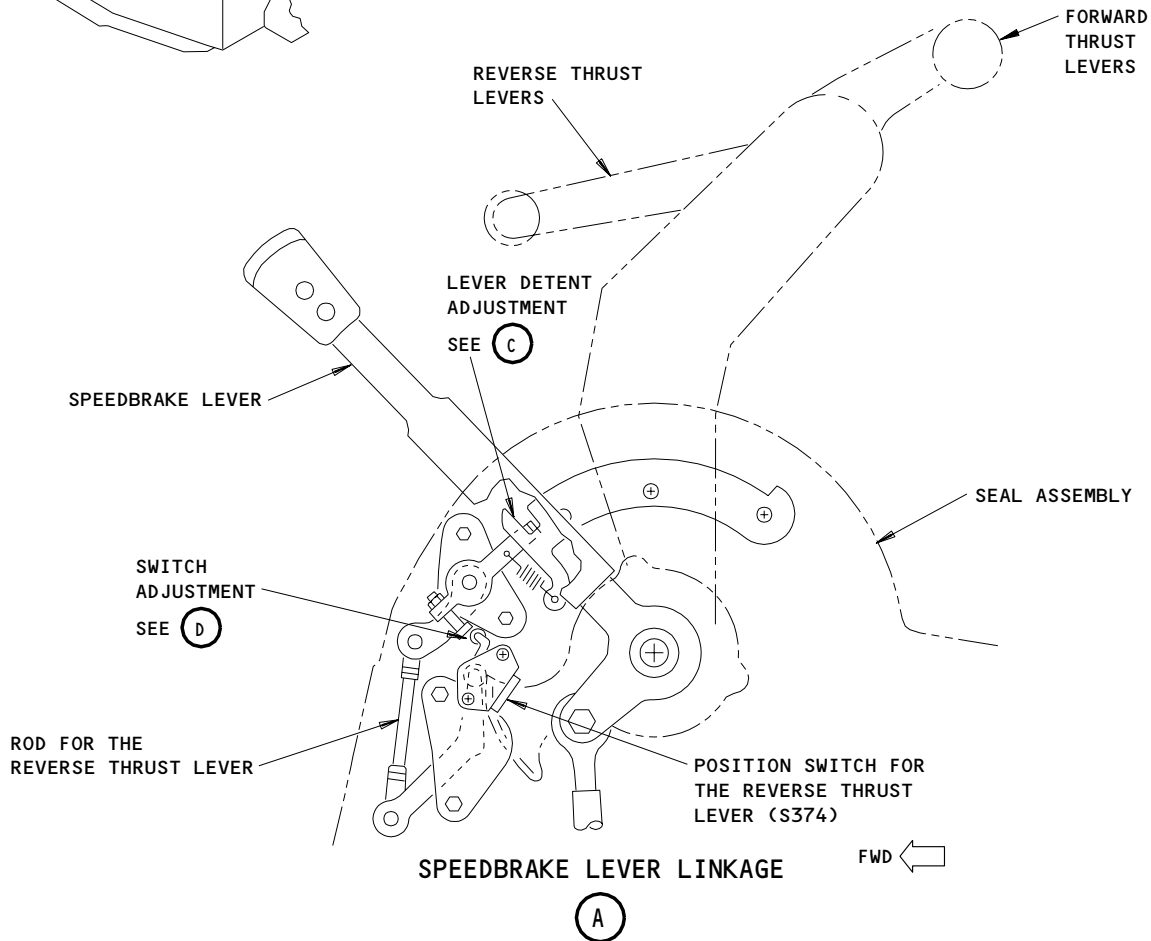 FORWARD
THRUST
LEVERS
REVERSE THRUST
LEVERS
LEVER DETENT
ADJUSTMENT
SEE C
SPEEDBRAKE LEVER
SEAL ASSEMBLY
SWITCH
ADJUSTMENT
SEE D
ROD FOR THE
REVERSE THRUST LEVER
POSITION SWITCH FOR
THE REVERSE THRUST
LEVER (S374)
FWD
SPEEDBRAKE LEVER LINKAGE
A